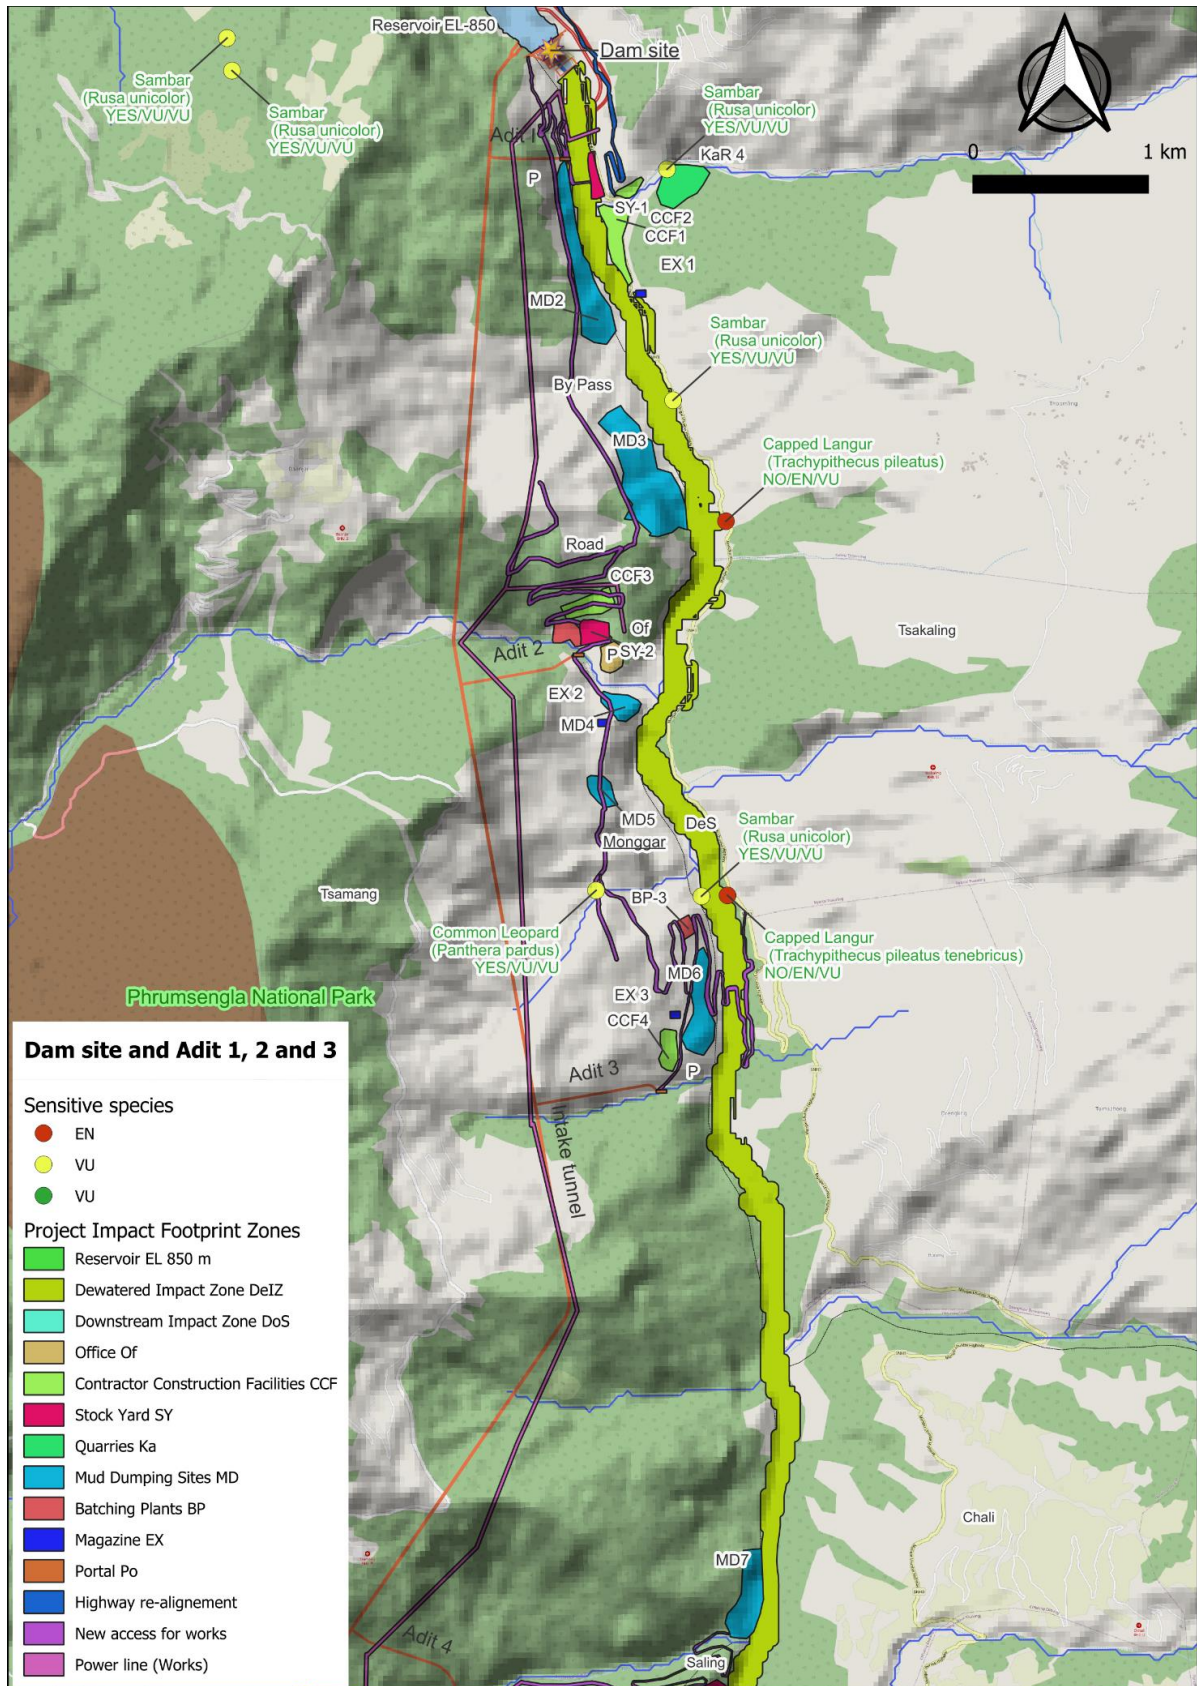 Reservoir EL-850
Dam site
Sambar
(Rusa unicolor)
YES/VU/VU
Sambar
(Rusa unicolor)
YES/VU/VU
Sambar
(Rusa unicolor)
YES/VU/VU
0
1 km
Adit 1
KaR 4
P
SY-1
CCF2
CCF1
EX 1
MD2
Sambar
(Rusa unicolor)
YES/VU/VU
By Pass
MD3
Capped Langur
(Trachypithecus pileatus)
NO/EN/VU
Road
CCF3
Of
Tsakaling
Adit 2
P
SY-2
EX 2
MD4
MD5
DeS
Monggar
Sambar
(Rusa unicolor)
YES/VU/VU
Tsamang
BP-3
Common Leopard
(Panthera pardus)
YES/VU/VU
Capped Langur
(Trachypithecus pileatus tenebricus)
NO/EN/VU
MD6
Phrumsengla National Park
EX 3
CCF4
Adit 3
P
Intake tunnel
Dam site and Adit 1, 2 and 3
Sensitive species
EN
VU
VU
Project Impact Footprint Zones
Reservoir EL 850 m
Dewatered Impact Zone DeIZ
Downstream Impact Zone DoS
Office Of
Contractor Construction Facilities CCF
Stock Yard SY
Quarries Ka
Mud Dumping Sites MD
Batching Plants BP
Magazine EX
Portal Po
Highway re-alignement
New access for works
Power line (Works)
Chali
MD7
Adit 4
Saling